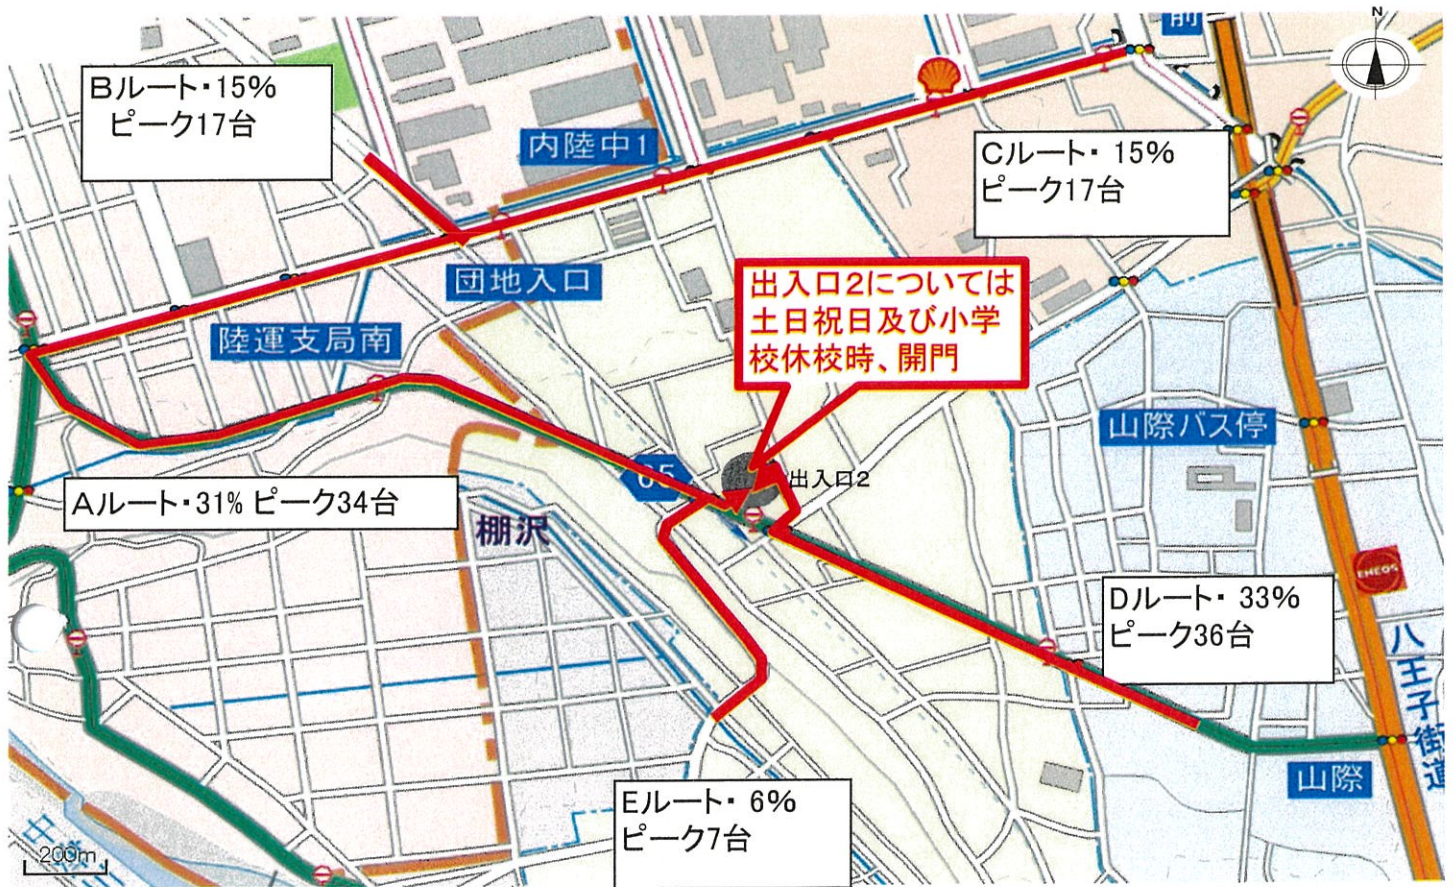 前
N
Bルート・15%
ピーク17台
内陸中1
Cルート・ 15%
ピーク17台
団地入口
出入口2については
土日祝日及び小学
校休校時、開門
陸運支局南
山際バス停
65
出入口2
Aルート・31% ピーク34台
棚沢
ENEOS
Dルート・ 33%
ピーク36台
八王子街道
山際
Eルート・ 6%
ピーク7台
200m